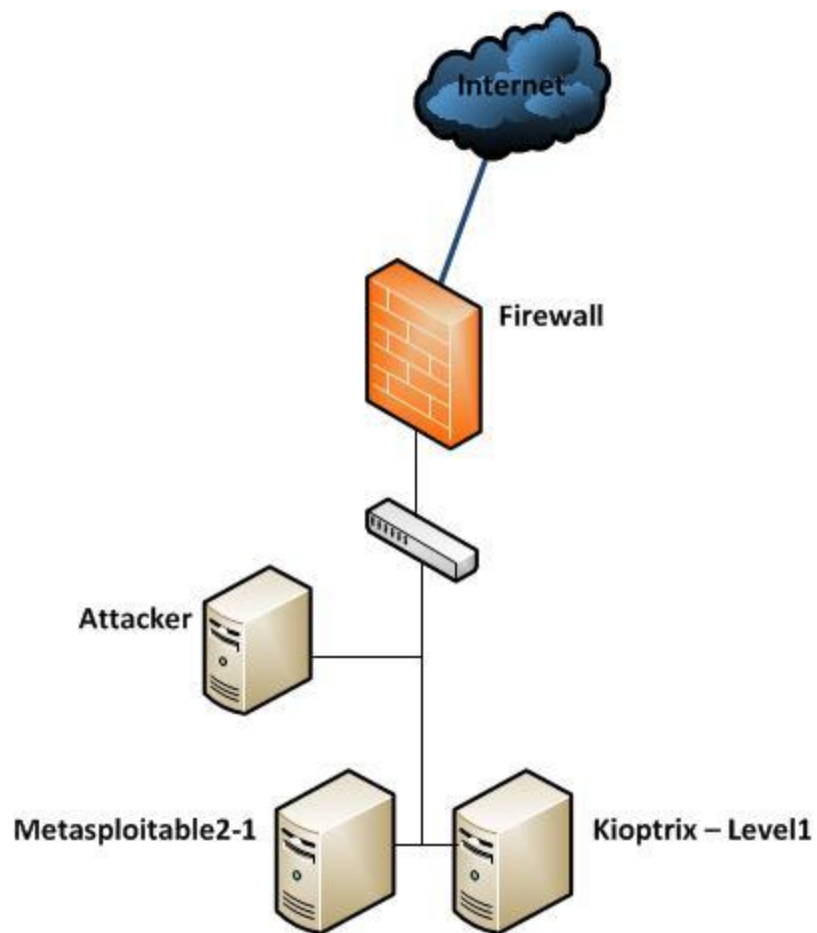 Internet
Firewall
Attacker
Metasploitable2-1
Kioptrix – Level1